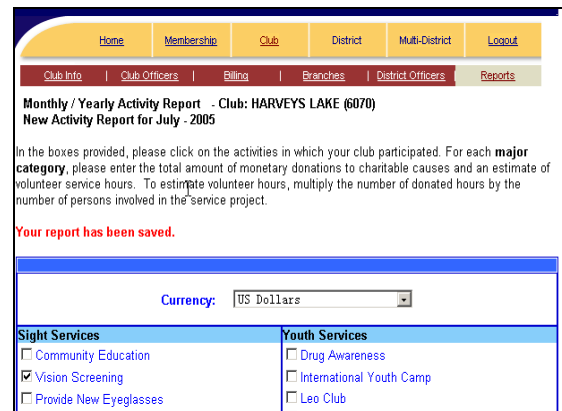 Home Membership Club District Multi-District Logout
Club Info | Club Officers | Billing | Branches | District Officers | Reports
Monthly / Yearly Activity Report - Club: HARVEYS LAKE (6070)
New Activity Report for July - 2005
In the boxes provided, please click on the activities in which your club participated. For each major
category, please enter the total amount of monetary donations to charitable causes and an estimate of
volunteer service hours. To estimate volunteer hours, multiply the number of donated hours by the
number of persons involved in the service project.
Your report has been saved.
Currency: US Dollars
Sight Services Youth Services
Community Education Drug Awareness
Vision Screening International Youth Camp
Provide New Eyeglasses Leo Club